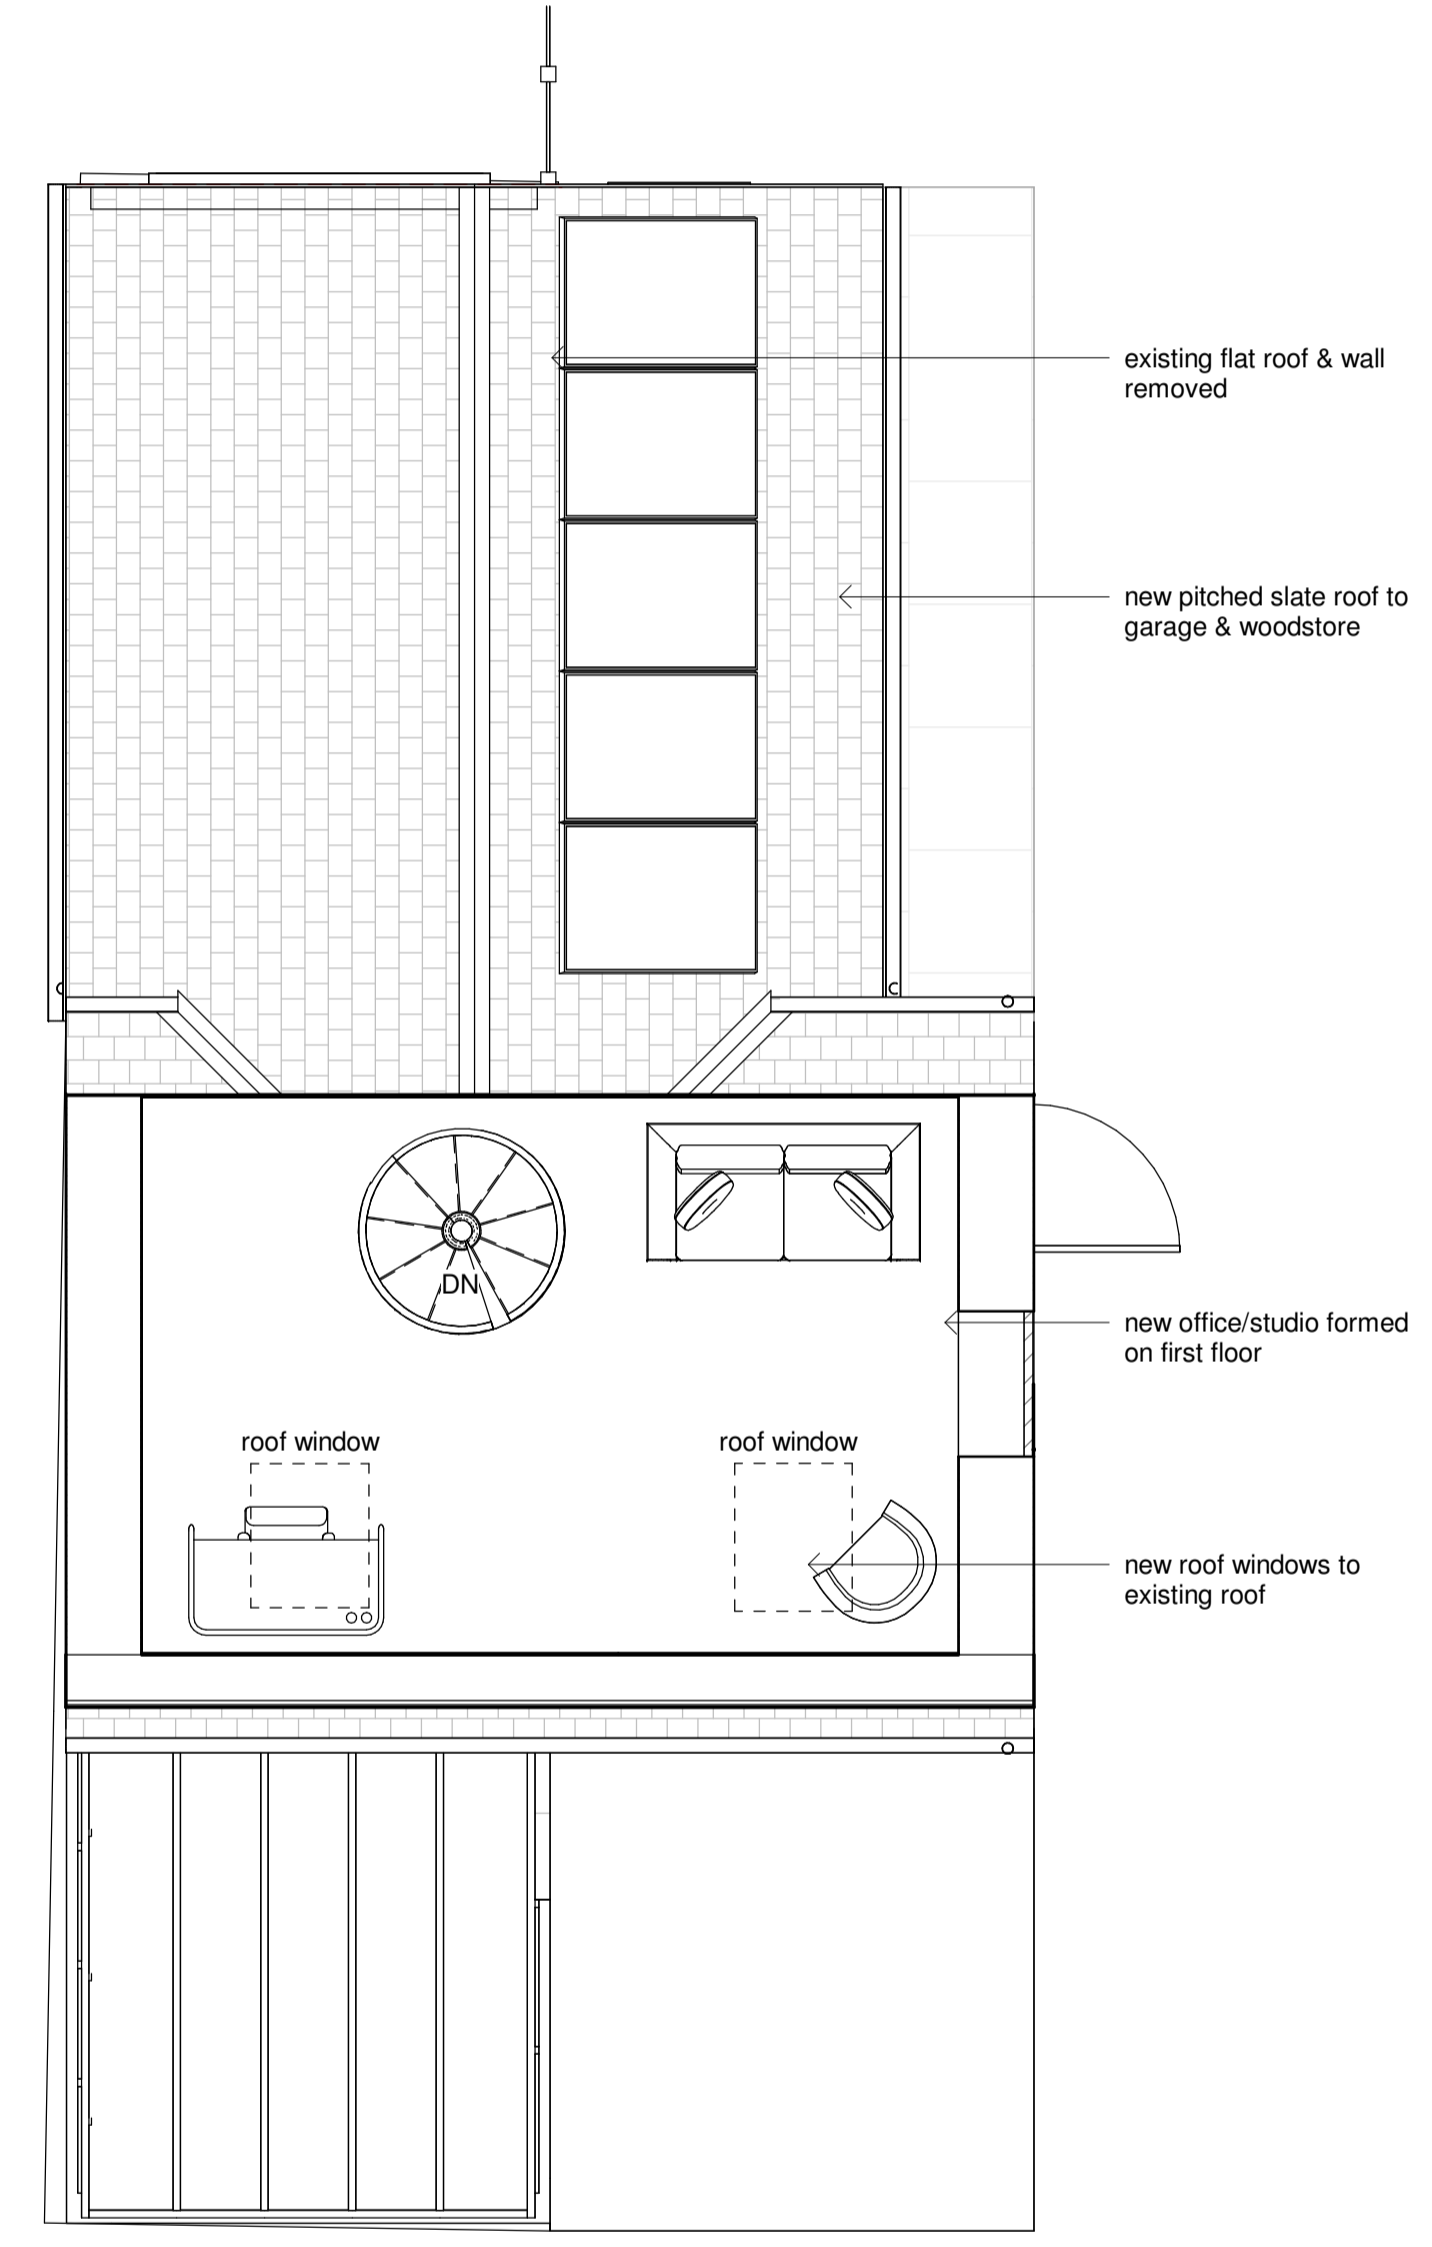 existing flat roof & wall
removed
new pitched slate roof to
garage & woodstore
DN
new office/studio formed
on first floor
roof window
roof window
new roof windows to
existing roof